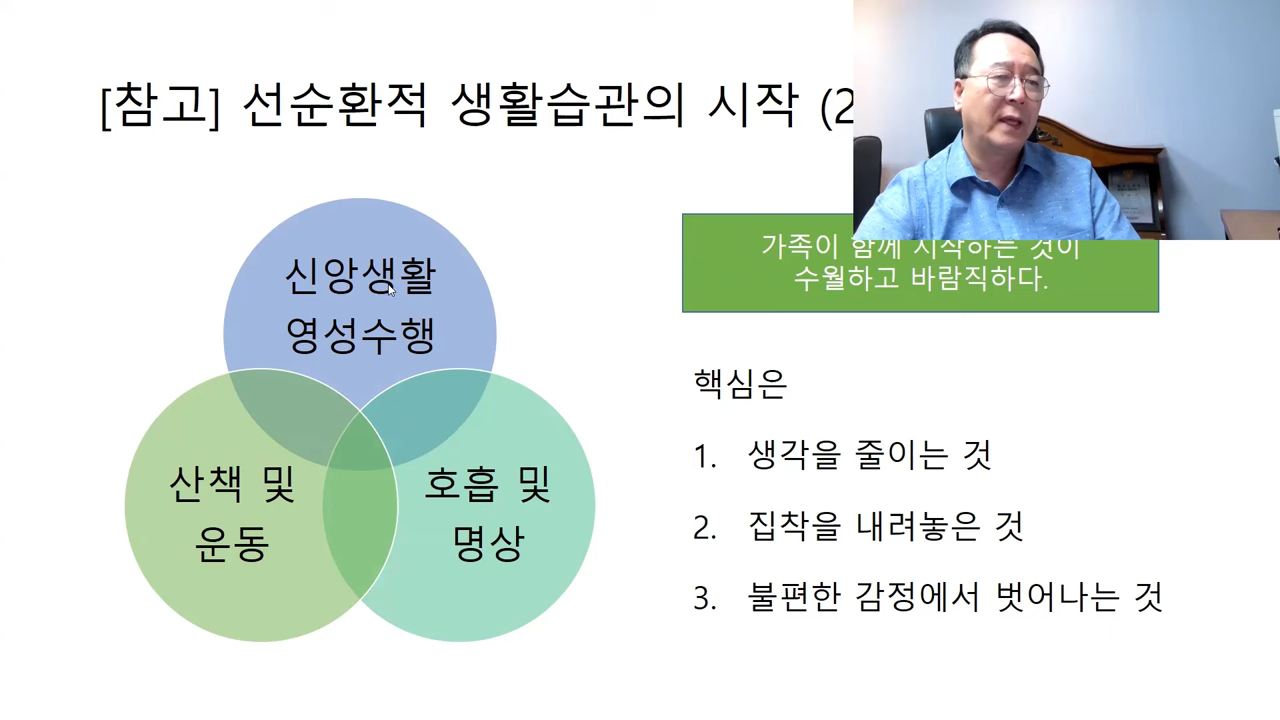 [참고] 선순환적 생활습관의 시작 (2
신앙생활
영성수행
산책 및
운동
호흡 및
명상
가족이 함께 시작하는 것이
수월하고 바람직하다.
핵심은
1. 생각을 줄이는 것
2. 집착을 내려놓은 것
3. 불편한 감정에서 벗어나는 것